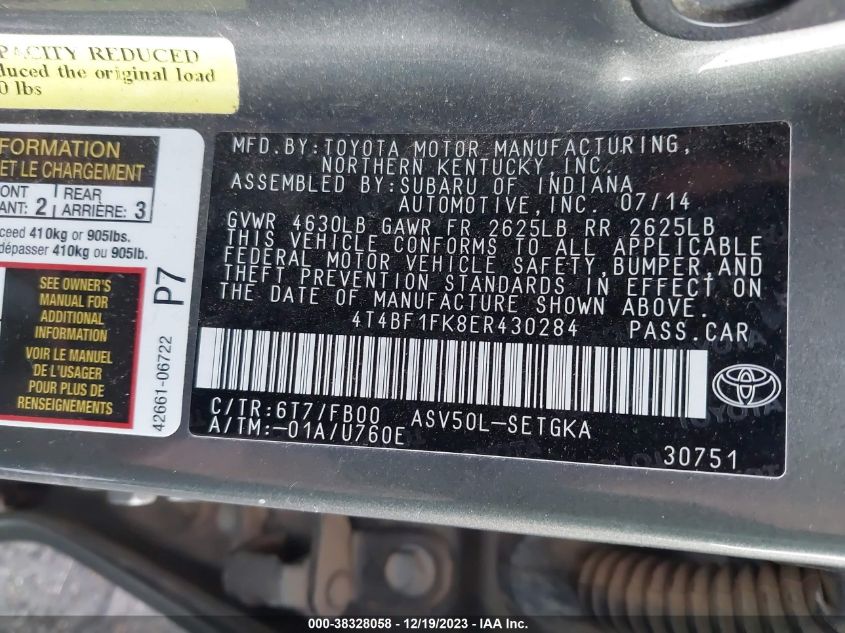 PACITY REDUCED
duced the original load
0 lbs
FORMATION
ET LE CHARGEMENT
ONT REAR
ANT: 2 ARRIÈRE: 3
ceed 410kg or 905lbs.
dépasser 410kg ou 905lb.
SEE OWNER'S
MANUAL FOR
ADDITIONAL
INFORMATION
VOIR LE MANUEL
DE L'USAGER
POUR PLUS DE
RENSEIGNEMENTS
P7
42661-06722
MFD.BY:TOYOTA MOTOR MANUFACTURING,
NORTHERN KENTUCKY,INC.
ASSEMBLED BY:SUBARU OF INDIANA
AUTOMOTIVE,INC. 07/14
GVWR 4630LB GAWR FR 2625LB RR 2625LB
THIS VEHICLE CONFORMS TO ALL APPLICABLE
FEDERAL MOTOR VEHICLE SAFETY,BUMPER,AND
THEFT PREVENTION STANDARDS IN EFFECT ON
THE DATE OF MANUFACTURE SHOWN ABOVE.
4T4BF1FK8ER430284 PASS.CAR
C/TR:6T7/FB00 ASV50L-SETGKA
A/TM:-01A/U760E
30751
000-38328058 - 12/19/2023 - © IAA, Inc.